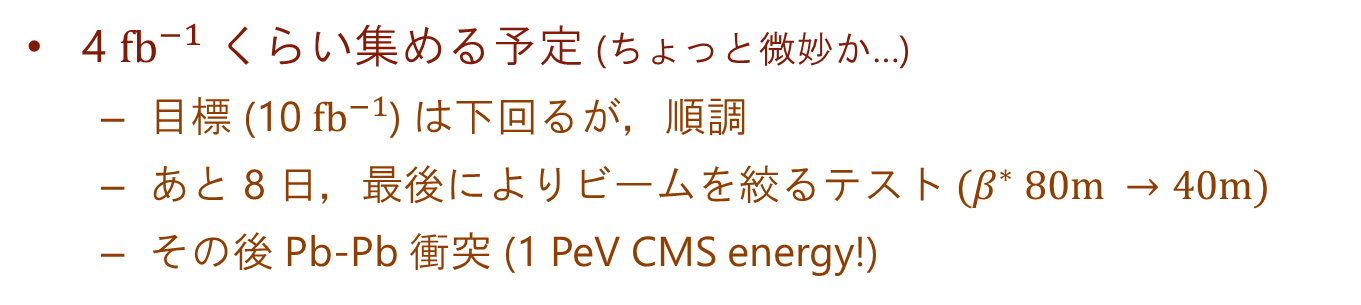 • 4 fb⁻¹ くらい集める予定 (ちょっと微妙か…)
– 目標 (10 fb⁻¹) は下回るが，順調
– あと 8 日，最後によりビームを絞るテスト (β* 80m → 40m)
– その後 Pb-Pb 衝突 (1 PeV CMS energy!)